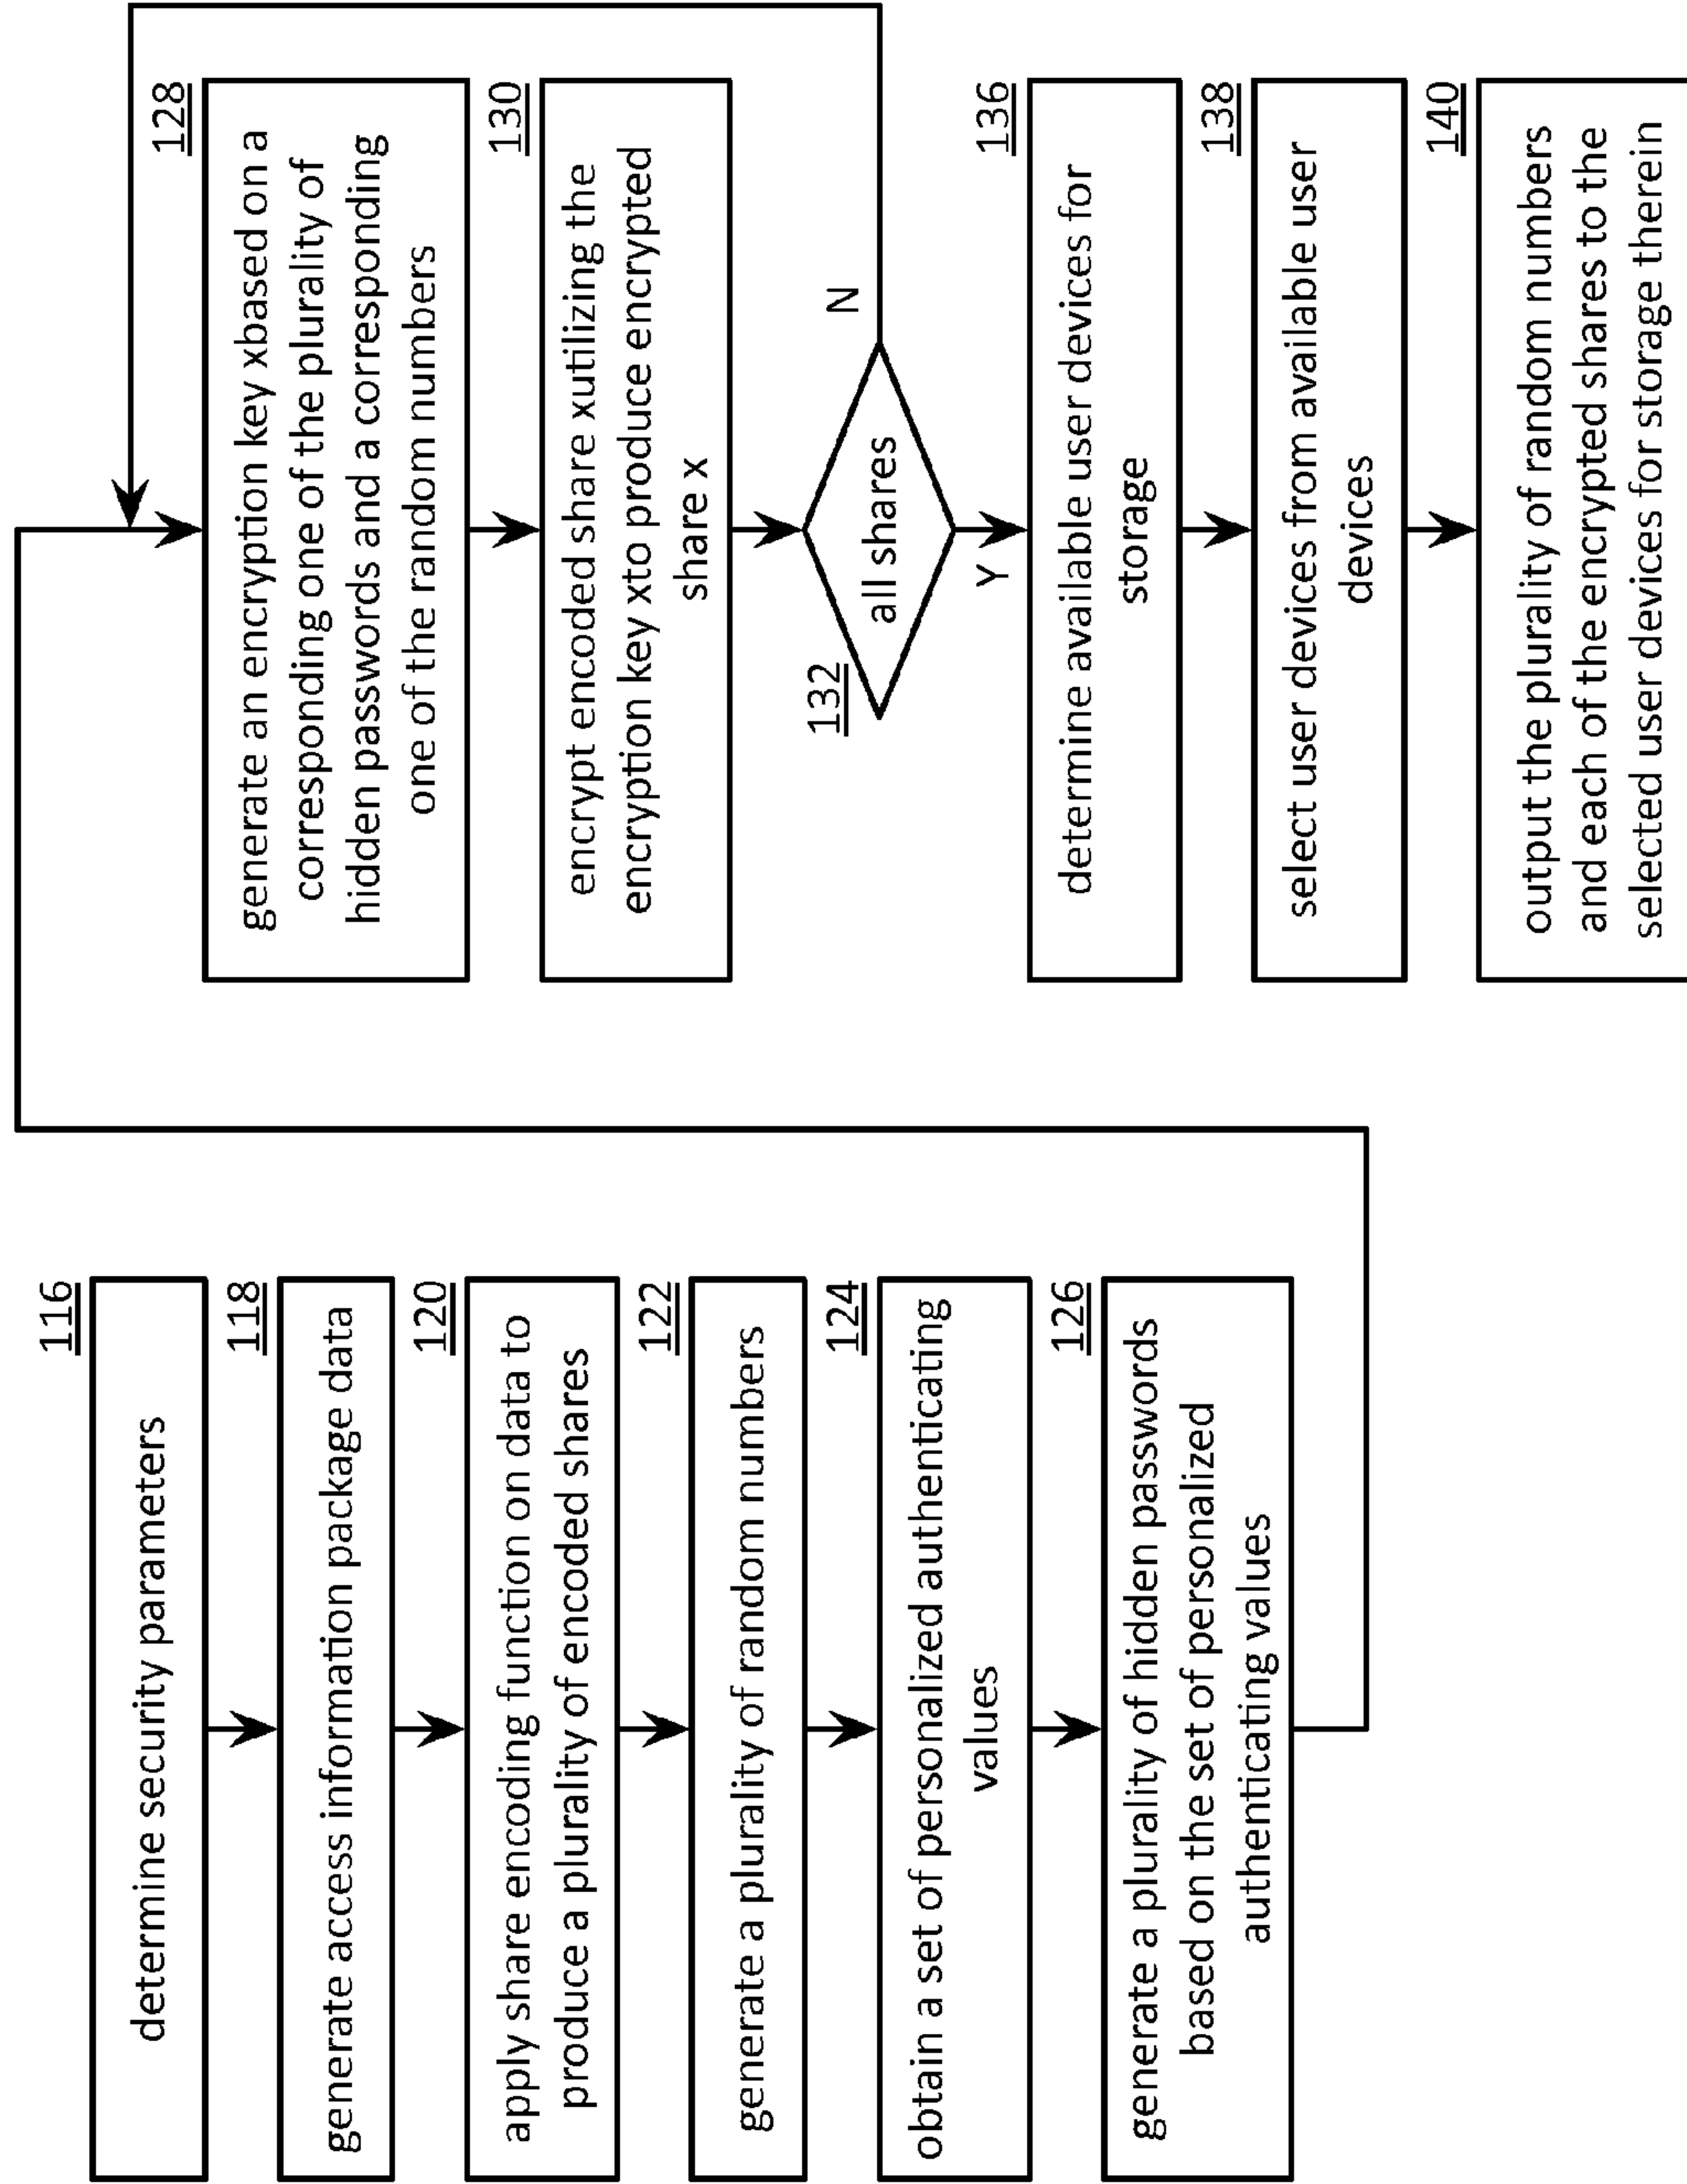 116
determine security parameters
118
generate access information package data
120
apply share encoding function on data to
produce a plurality of encoded shares
122
generate a plurality of random numbers
124
obtain a set of personalized authenticating
values
126
generate a plurality of hidden passwords
based on the set of personalized
authenticating values
128
generate an encryption key xbased on a
corresponding one of the plurality of
hidden passwords and a corresponding
one of the random numbers
130
encrypt encoded share xutilizing the
encryption key xto produce encrypted
share x
132
all shares
N
Y
136
determine available user devices for
storage
138
select user devices from available user
devices
140
output the plurality of random numbers
and each of the encrypted shares to the
selected user devices for storage therein